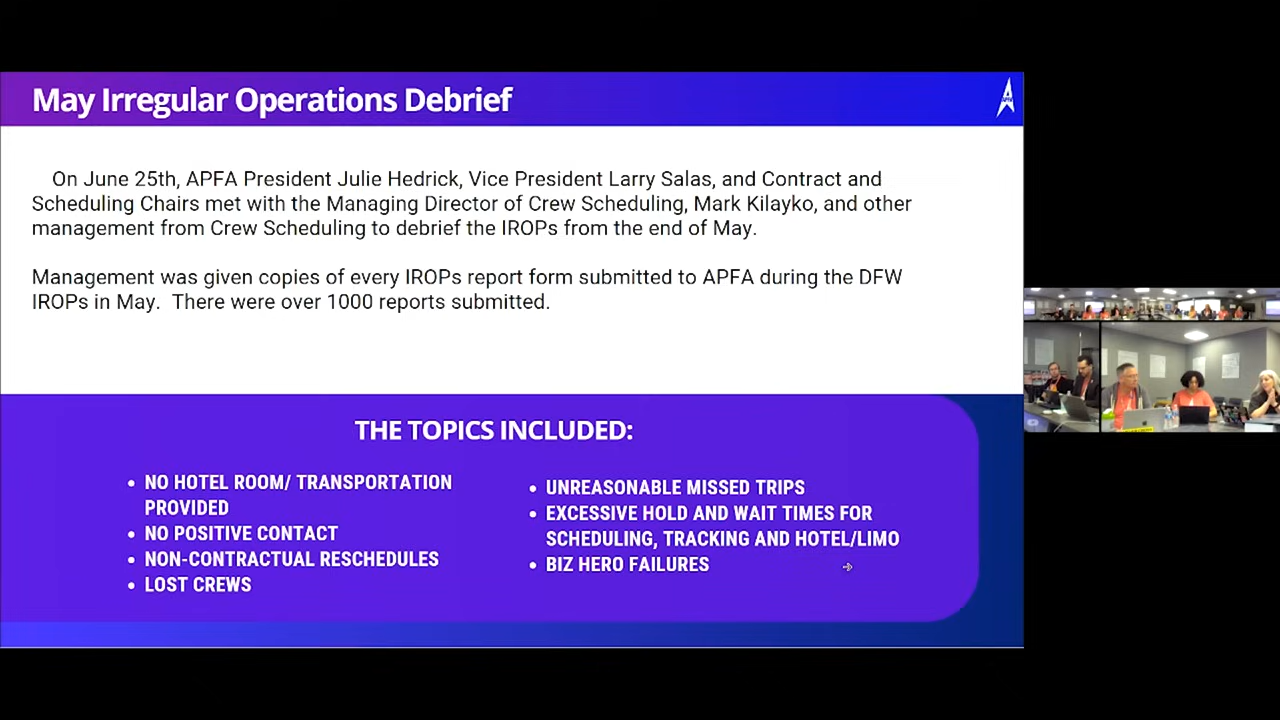 May Irregular Operations Debrief
On June 25th, APFA President Julie Hedrick, Vice President Larry Salas, and Contract and
Scheduling Chairs met with the Managing Director of Crew Scheduling, Mark Kilayko, and other
management from Crew Scheduling to debrief the IROPs from the end of May.
Management was given copies of every IROPs report form submitted to APFA during the DFW
IROPs in May.  There were over 1000 reports submitted.
THE TOPICS INCLUDED:
• NO HOTEL ROOM/ TRANSPORTATION
PROVIDED
• NO POSITIVE CONTACT
• NON-CONTRACTUAL RESCHEDULES
• LOST CREWS
• UNREASONABLE MISSED TRIPS
• EXCESSIVE HOLD AND WAIT TIMES FOR
SCHEDULING, TRACKING AND HOTEL/LIMO
• BIZ HERO FAILURES